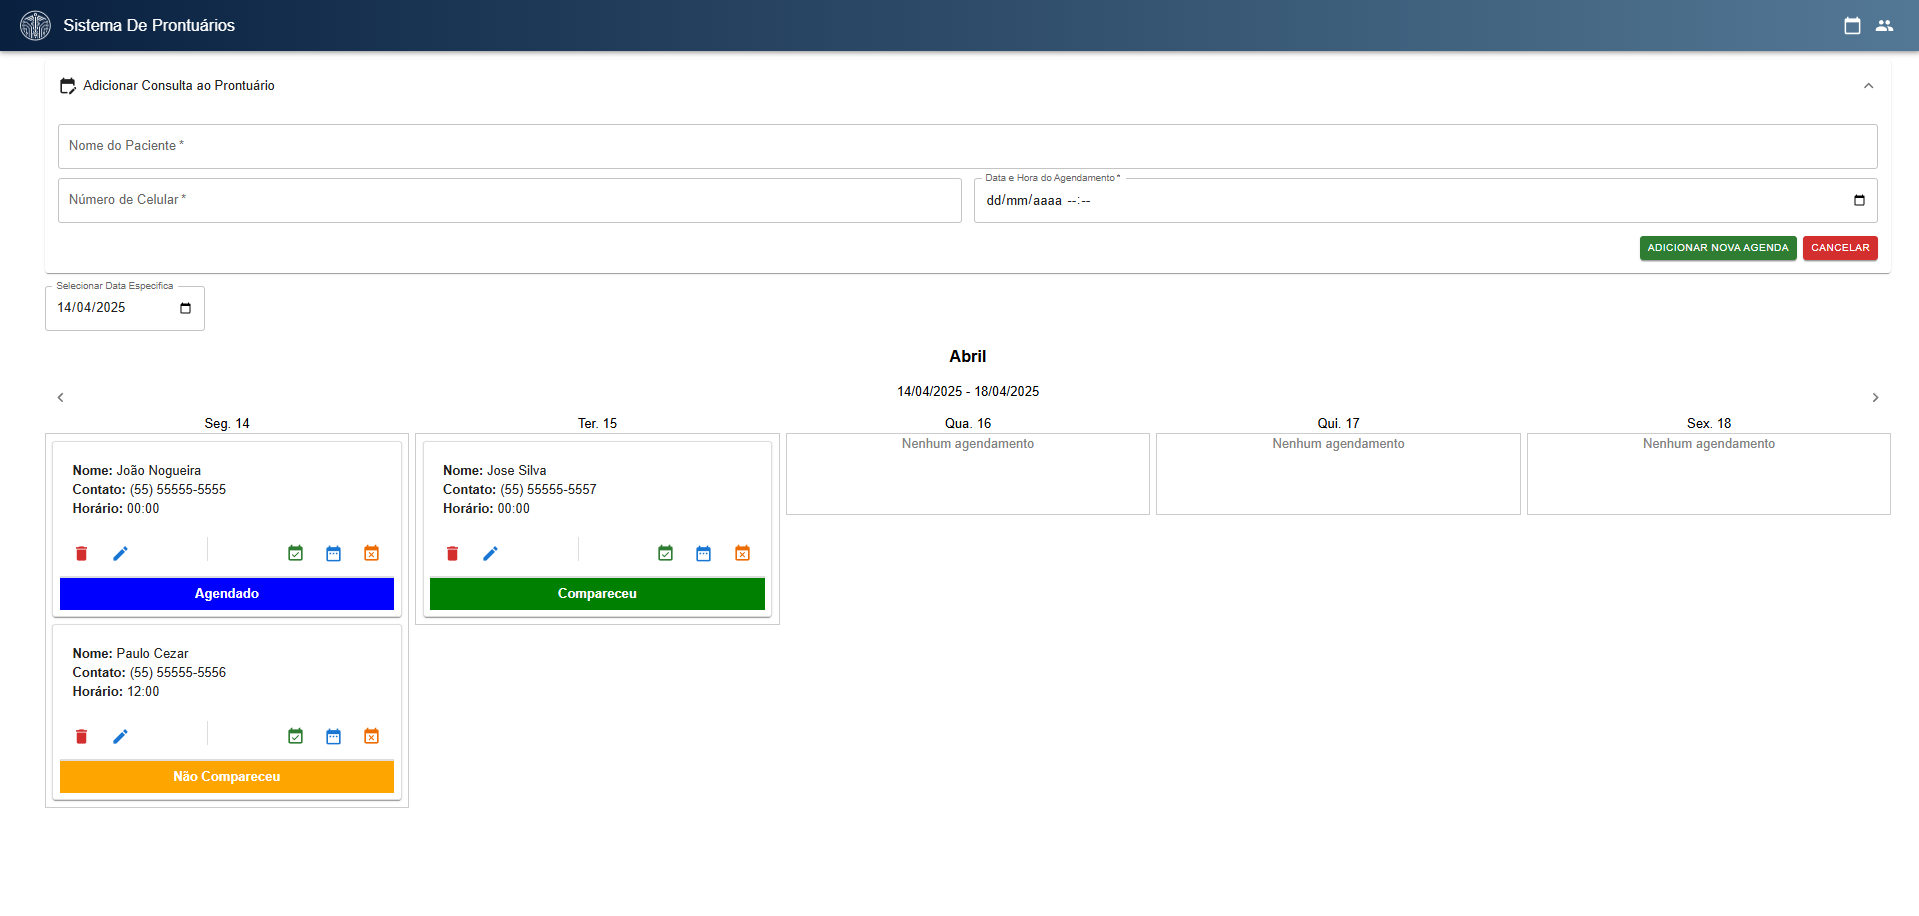 Sistema De Prontuários
Adicionar Consulta ao Prontuário
Nome do Paciente *
Número de Celular *
Data e Hora do Agendamento *
dd/mm/aaaa --:--
ADICIONAR NOVA AGENDA
CANCELAR
Selecionar Data Especifica
14/04/2025
Abril
14/04/2025 - 18/04/2025
Seg. 14
Nome: João Nogueira
Contato: (55) 55555-5555
Horário: 00:00
Agendado
Nome: Paulo Cezar
Contato: (55) 55555-5556
Horário: 12:00
Não Compareceu
Ter. 15
Nome: Jose Silva
Contato: (55) 55555-5557
Horário: 00:00
Compareceu
Qua. 16
Nenhum agendamento
Qui. 17
Nenhum agendamento
Sex. 18
Nenhum agendamento